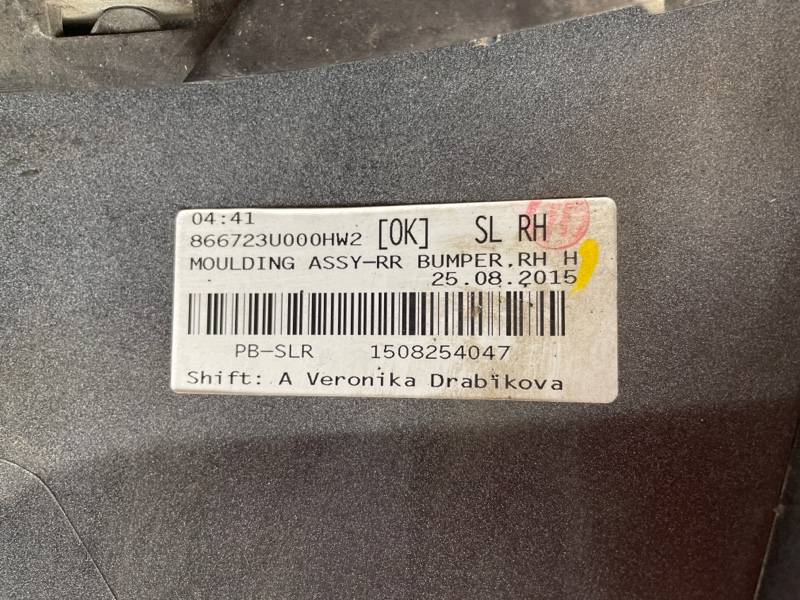 04:41
866723U000HW2 [OK] SL RH
MOULDING ASSY-RR BUMPER.RH H
25.08.2015
PB-SLR 1508254047
Shift: A Veronika Drabikova